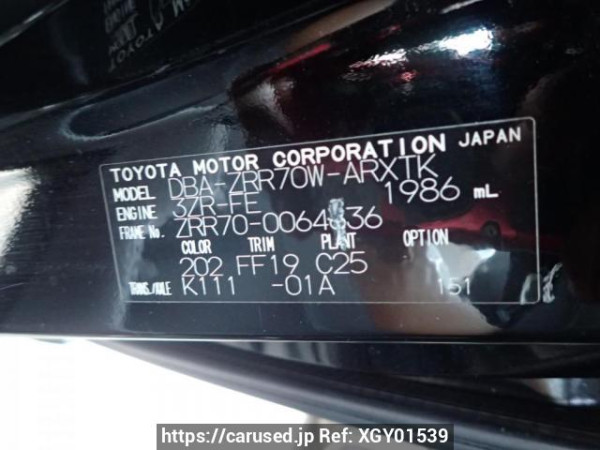 TOYOTA MOTOR CORPORATION JAPAN
MODEL DBA-ZRR70W-ARXTK
ENGINE 3ZR-FE 1986 mL
FRAME No.
COLOR TRIM PLANT OPTION
202 FF19 C25
TRANS./AXLE K111 -01A 151
https://carused.jp Ref: XGY01539